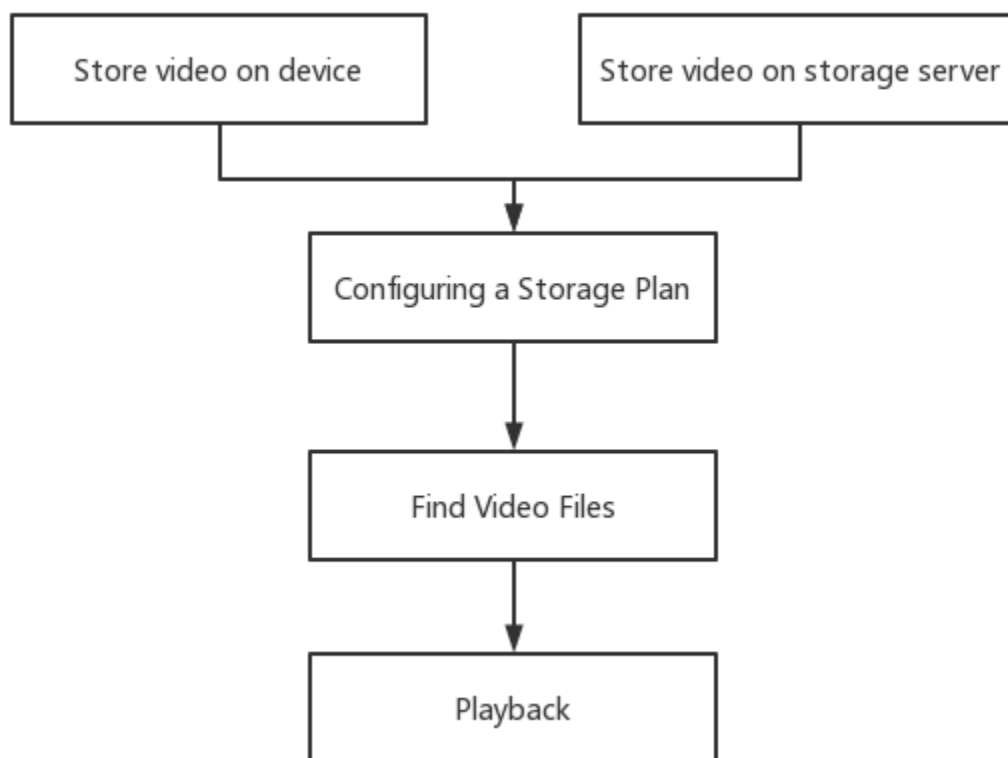 Store video on device
Store video on storage server
Configuring a Storage Plan
Find Video Files
Playback